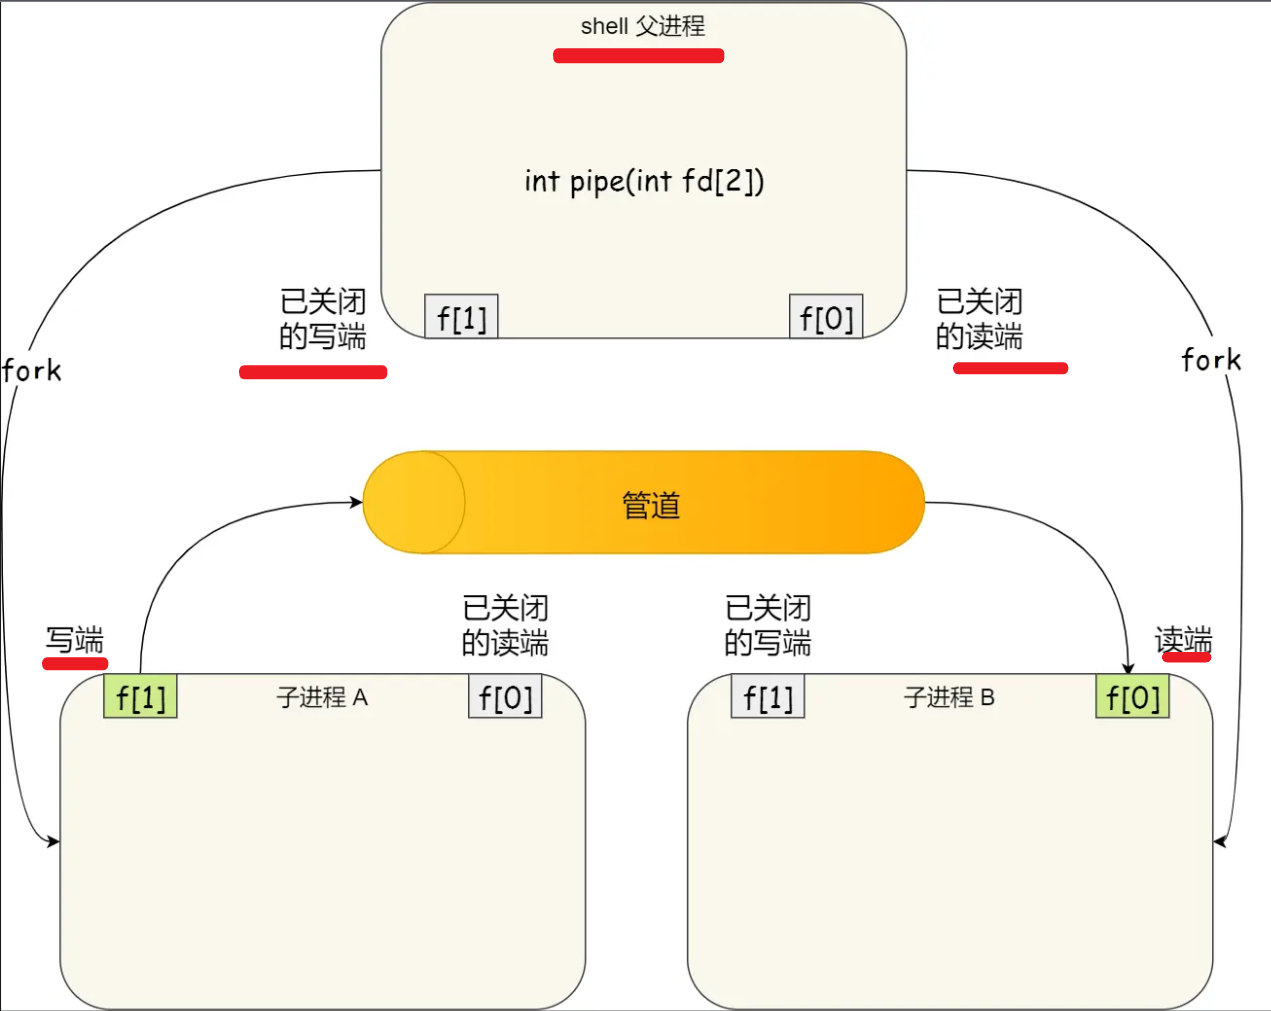 shell 父进程
int pipe(int fd[2])
已关闭
的写端
f[1]
f[0]
已关闭
的读端
fork
fork
管道
写端
已关闭
的读端
已关闭
的写端
读端
f[1]
子进程 A
f[0]
f[1]
子进程 B
f[0]